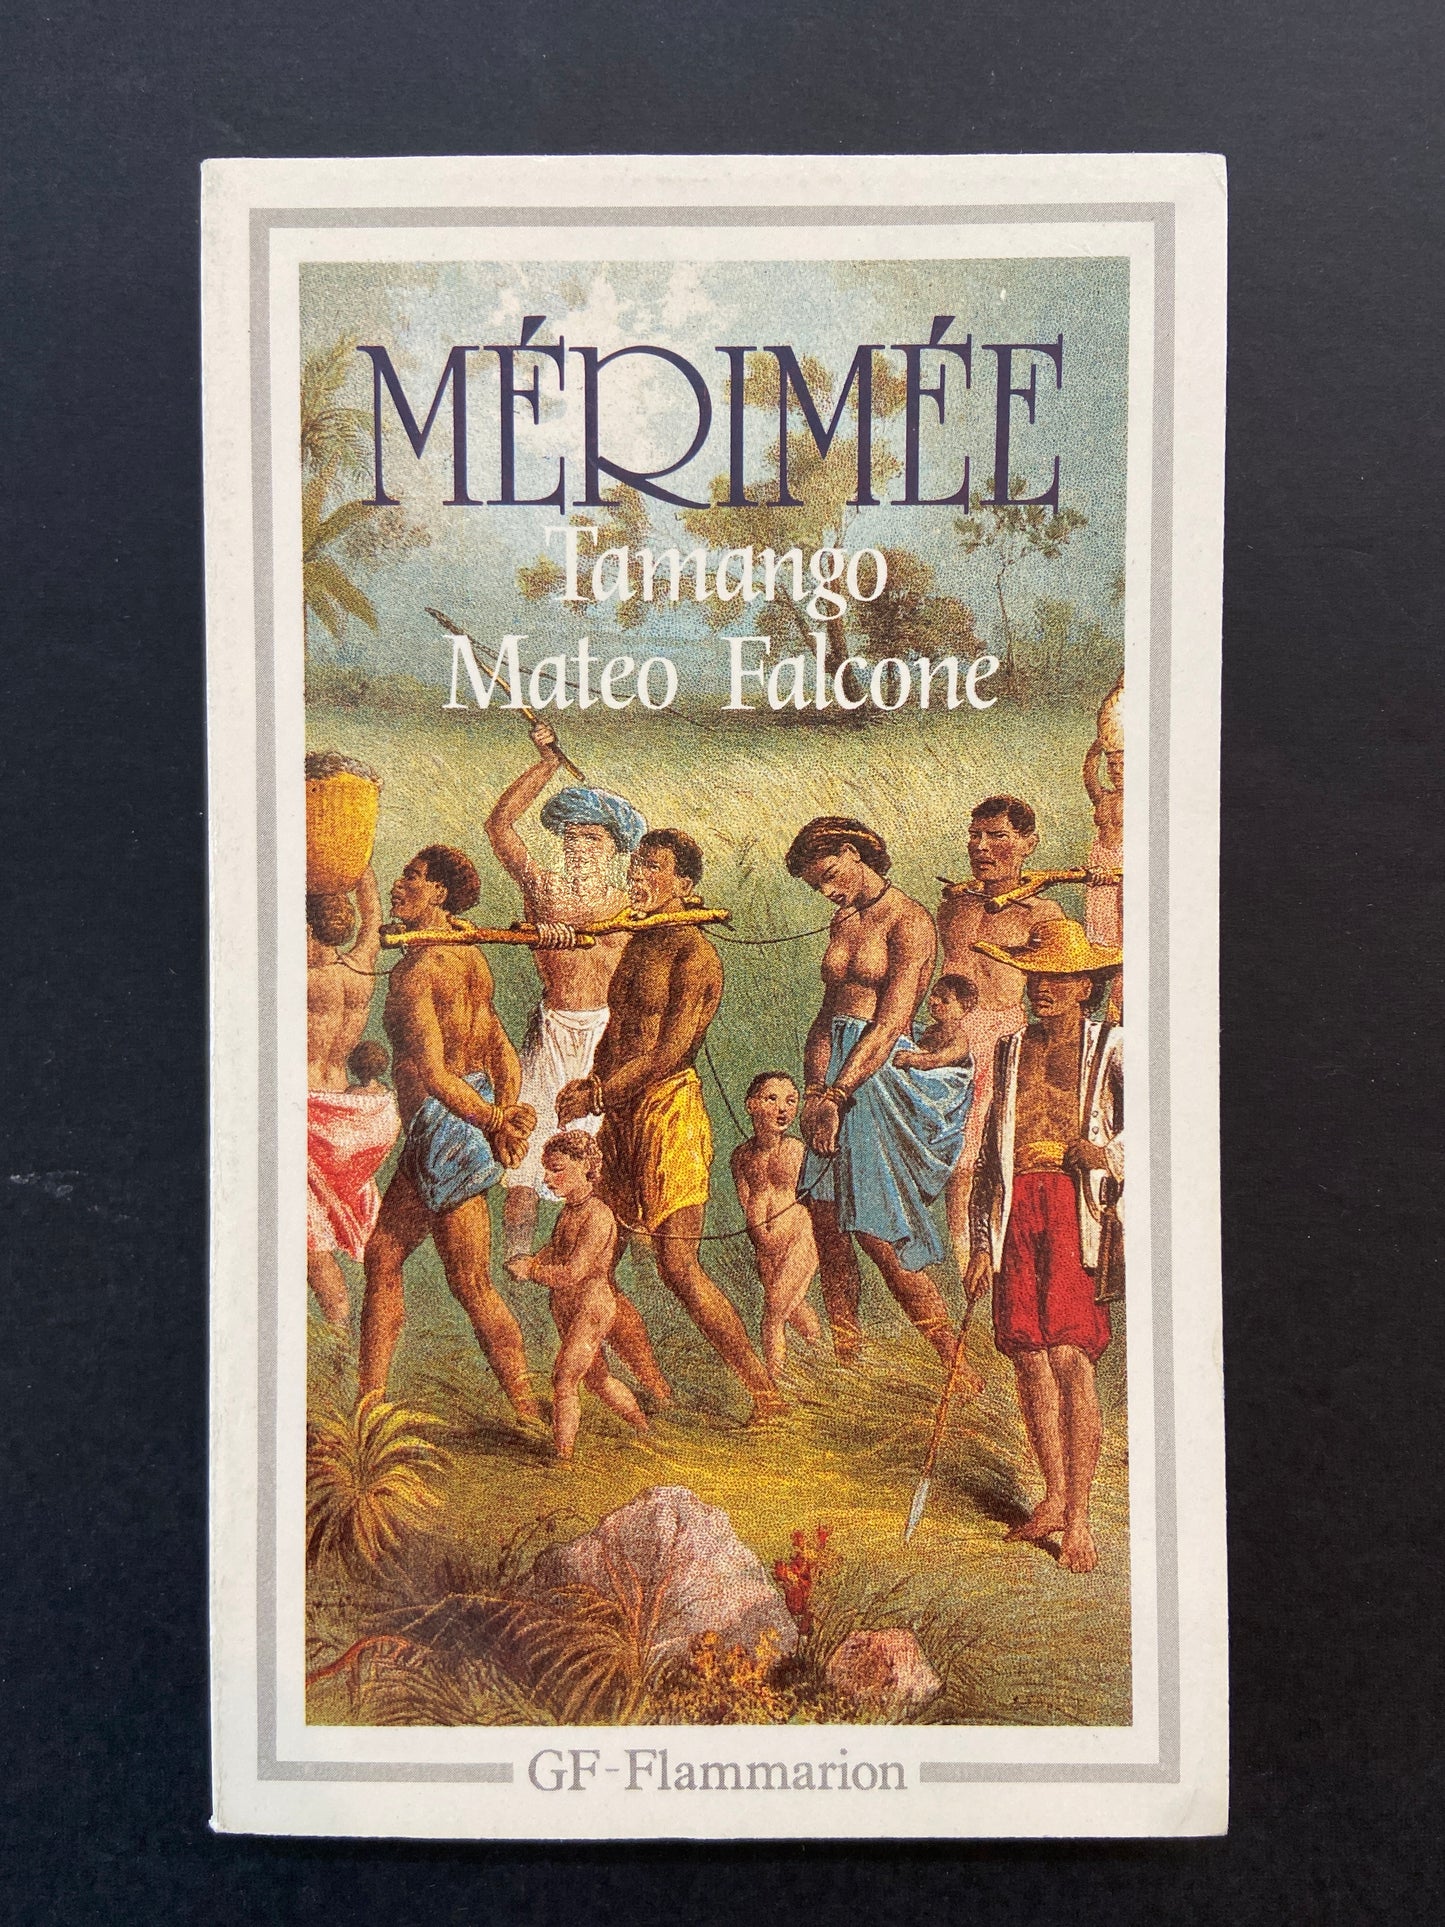 MÉRIMÉE
Tamango
Mateo Falcone
GF-Flammarion